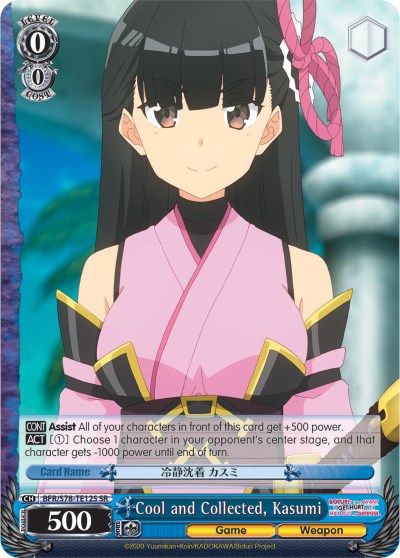 LEVEL
0
0
COST
CONT Assist All of your characters in front of this card get +500 power.
ACT [①] Choose 1 character in your opponent's center stage, and that
character gets -1000 power until end of turn.
Card Name 冷静沈着 カスミ
CH BFR/S78-TE12S SR
Cool and Collected, Kasumi
POWER 500
Game Weapon
©2020 Yuumikan・Koin/KADOKAWA/Bofuri Project